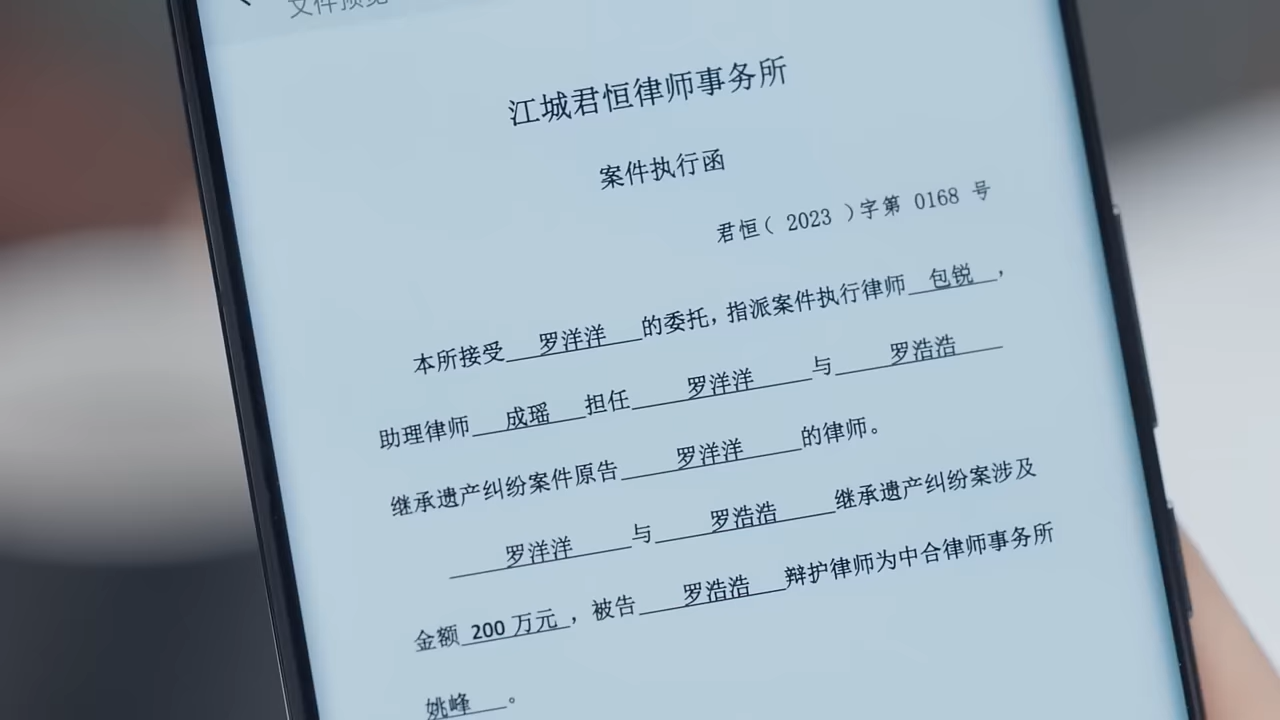 文件预览
江城君恒律师事务所
案件执行函
君恒（ 2023 ）字第 0168 号
本所接受 罗洋洋 的委托，指派案件执行律师 包锐 ，
助理律师 成瑶 担任 罗洋洋 与 罗浩浩
继承遗产纠纷案件原告 罗洋洋 的律师。
罗洋洋 与 罗浩浩 继承遗产纠纷案涉及
金额 200 万元 ，被告 罗浩浩 辩护律师为中合律师事务所
姚峰 。